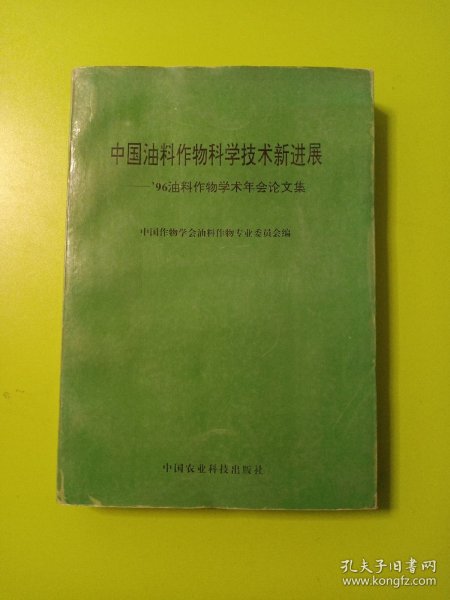 中国油料作物科学技术新进展
——'96油料作物学术年会论文集
中国作物学会油料作物专业委员会编
中国农业科技出版社
孔夫子旧书网
www.kongfz.com